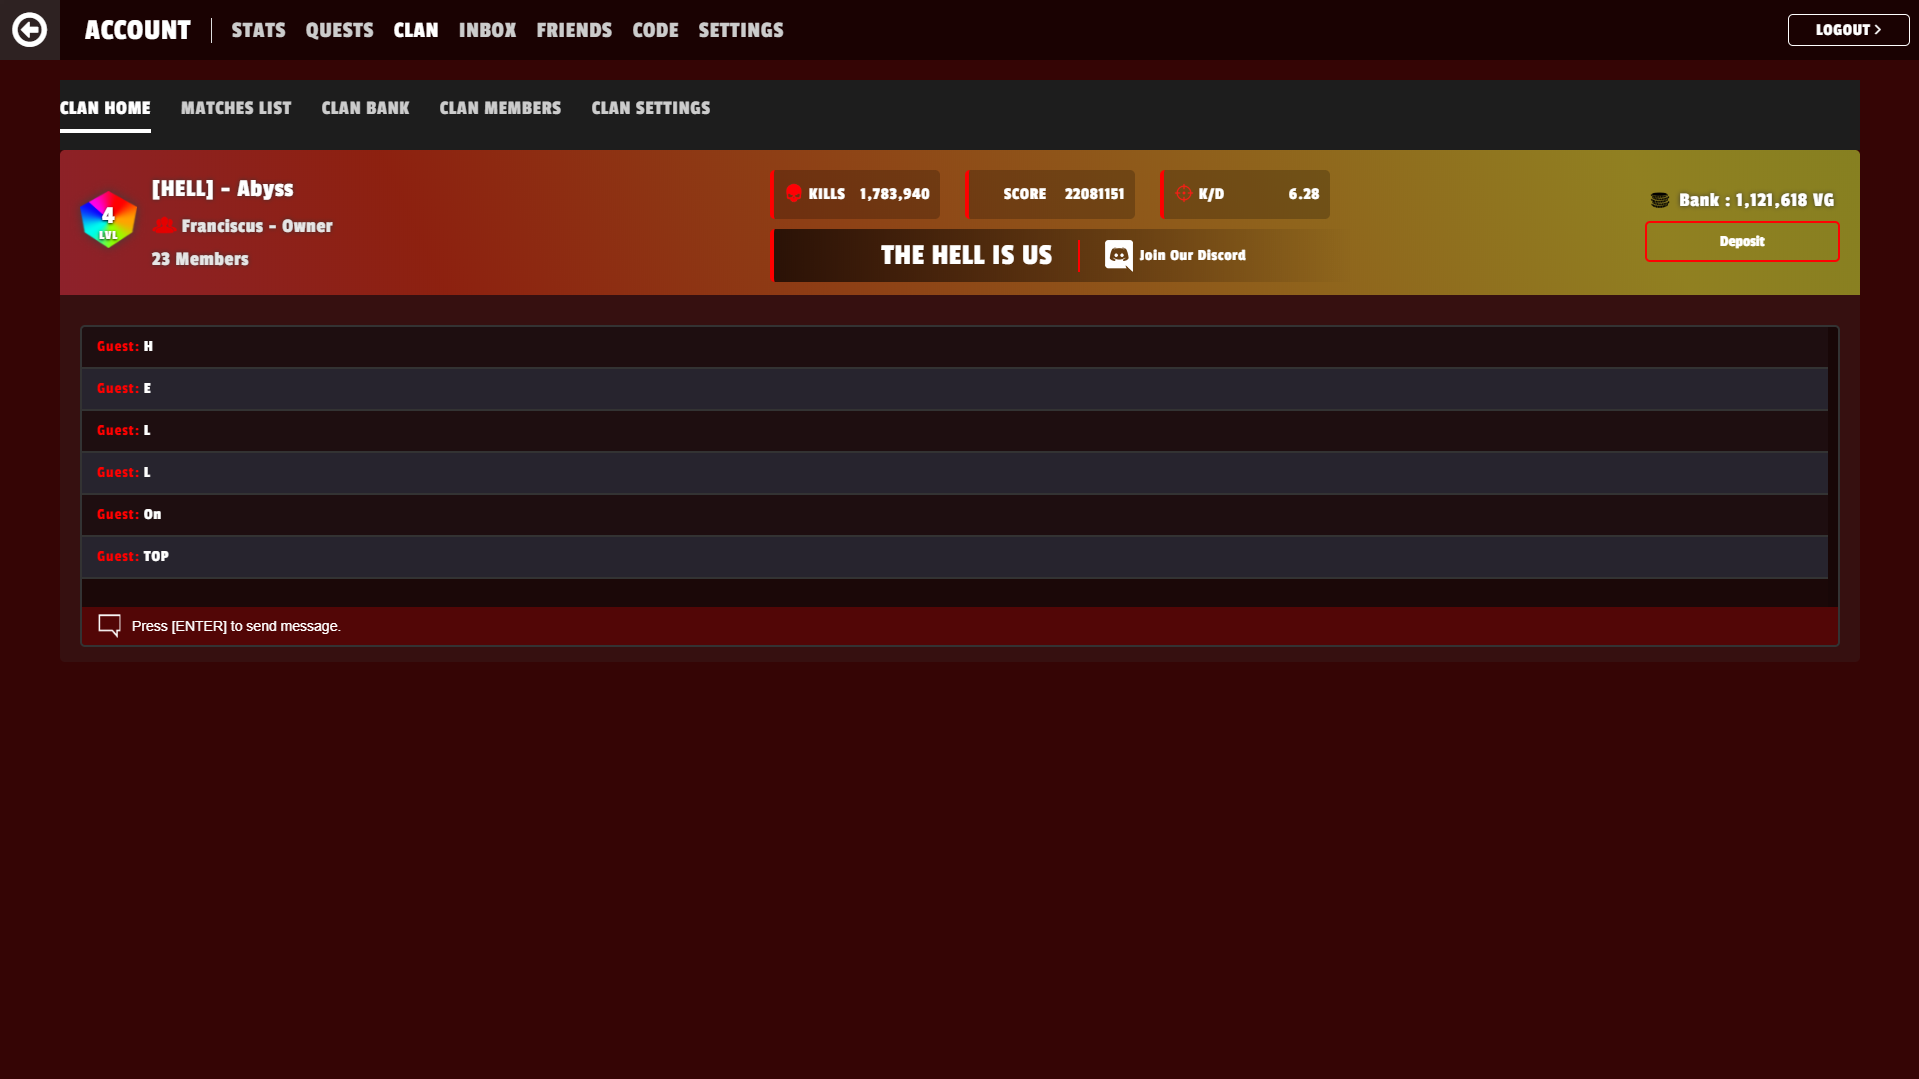 ACCOUNT STATS QUESTS CLAN INBOX FRIENDS CODE SETTINGS LOGOUT >
CLAN HOME MATCHES LIST CLAN BANK CLAN MEMBERS CLAN SETTINGS
4
LVL
[HELL] - Abyss
Franciscus - Owner
23 Members
KILLS 1,783,940
SCORE 22081151
K/D 6.28
THE HELL IS US
Join Our Discord
Bank : 1,121,618 VG
Deposit
Guest: H
Guest: E
Guest: L
Guest: L
Guest: On
Guest: TOP
Press [ENTER] to send message.